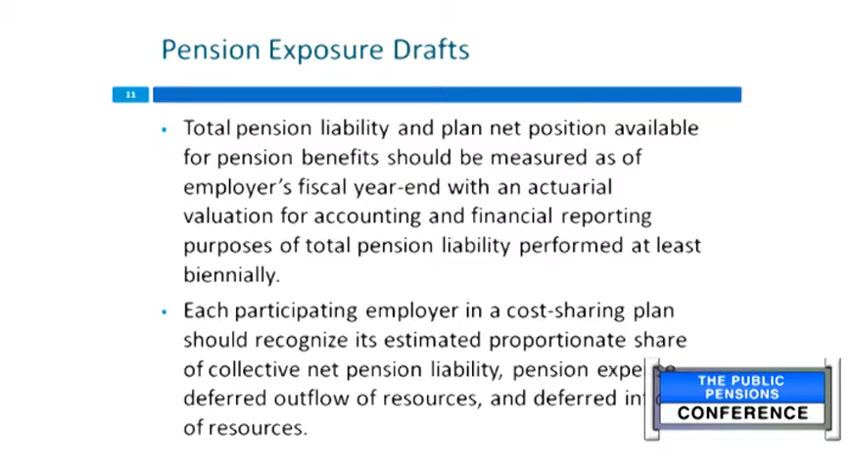 Pension Exposure Drafts
11
• Total pension liability and plan net position available
for pension benefits should be measured as of
employer's fiscal year-end with an actuarial
valuation for accounting and financial reporting
purposes of total pension liability performed at least
biennially.
• Each participating employer in a cost-sharing plan
should recognize its estimated proportionate share
of collective net pension liability, pension
deferred outflow of resources, and deferred
of resources.
THE PUBLIC
PENSIONS
CONFERENCE